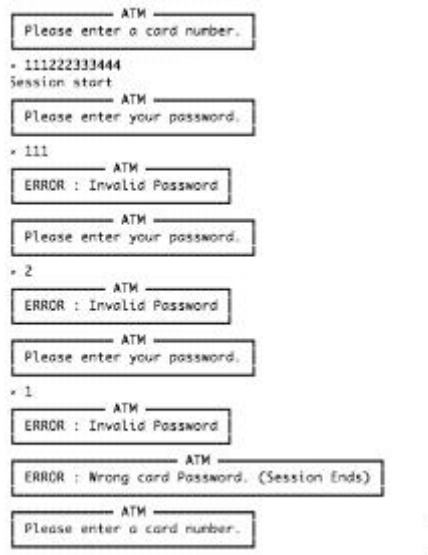 ATM
Please enter a card number.
- 111222333444
Session start
ATM
Please enter your password.
- 111
ATM
ERROR : Invalid Password
ATM
Please enter your password.
- 2
ATM
ERROR : Invalid Password
ATM
Please enter your password.
- 1
ATM
ERROR : Invalid Password
ATM
ERROR : Wrong card Password. (Session Ends)
ATM
Please enter a card number.